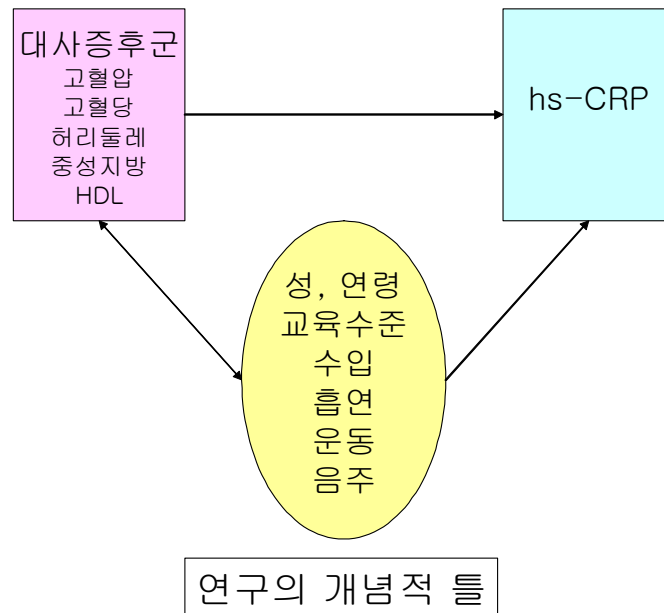 대사증후군
고혈압
고혈당
허리둘레
중성지방
HDL
hs-CRP
성, 연령
교육수준
수입
흡연
운동
음주
연구의 개념적 틀